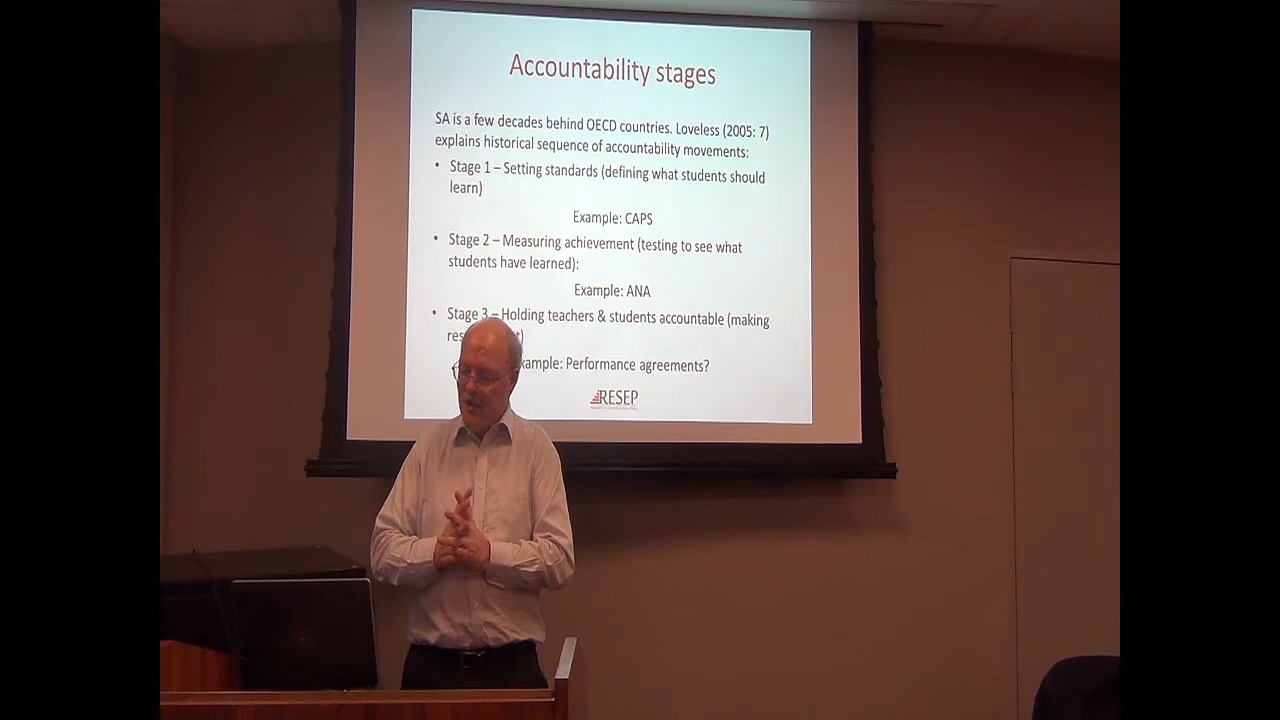 Accountability stages
SA is a few decades behind OECD countries. Loveless (2005: 7)
explains historical sequence of accountability movements:
• Stage 1 – Setting standards (defining what students should
learn)
Example: CAPS
• Stage 2 – Measuring achievement (testing to see what
students have learned):
Example: ANA
• Stage 3 – Holding teachers & students accountable (making
Example: Performance agreements?
RESEP